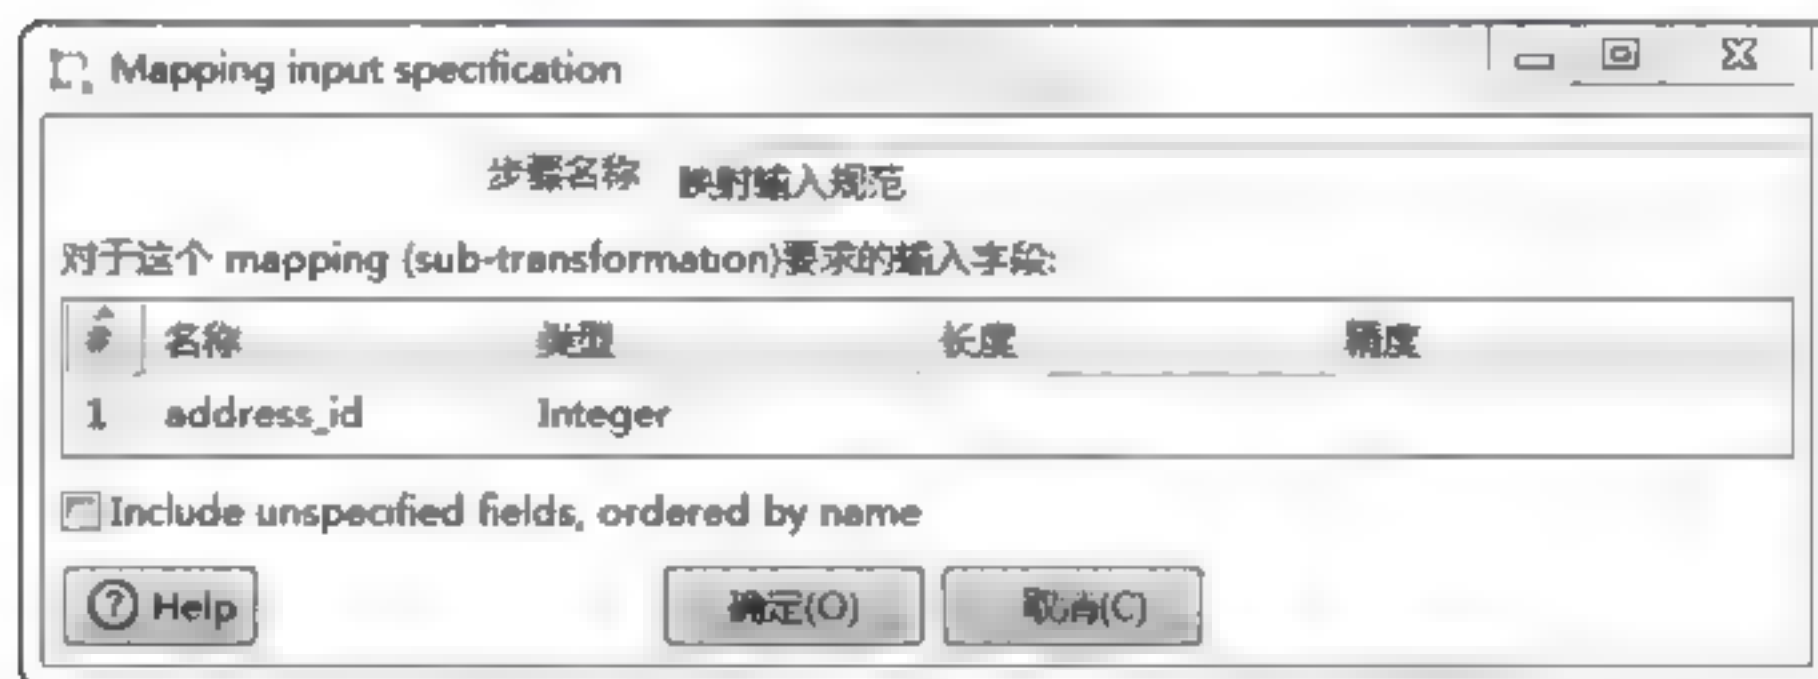 Mapping input specification
步骤名称 映射输入规范
对于这个 mapping (sub-transformation)要求的输入字段:
# 名称 类型 长度 精度
1 address_id Integer
Include unspecified fields, ordered by name
Help 确定(O) 取消(C)